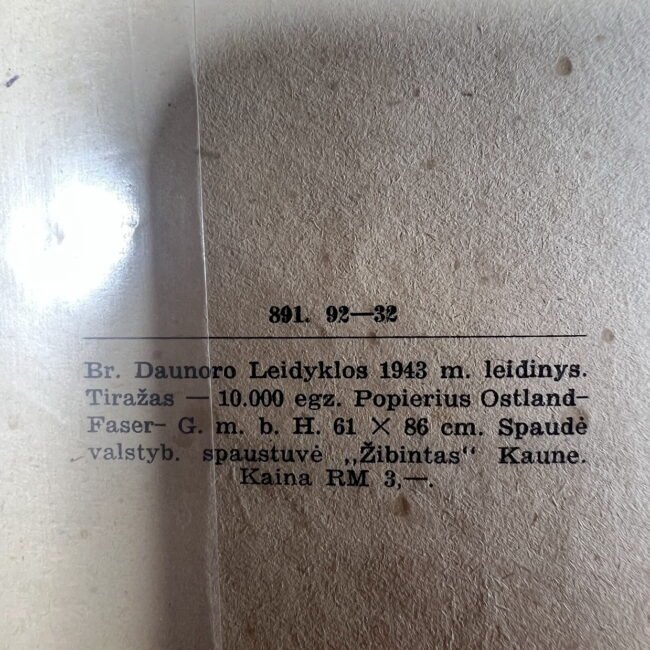 891. 92—32
Br. Daunoro Leidyklos 1943 m. leidinys.
Tiražas — 10.000 egz. Popierius Ostland-
Faser- G. m. b. H. 61 × 86 cm. Spaudė
valstyb. spaustuvė „Žibintas“ Kaune.
Kaina RM 3,—.